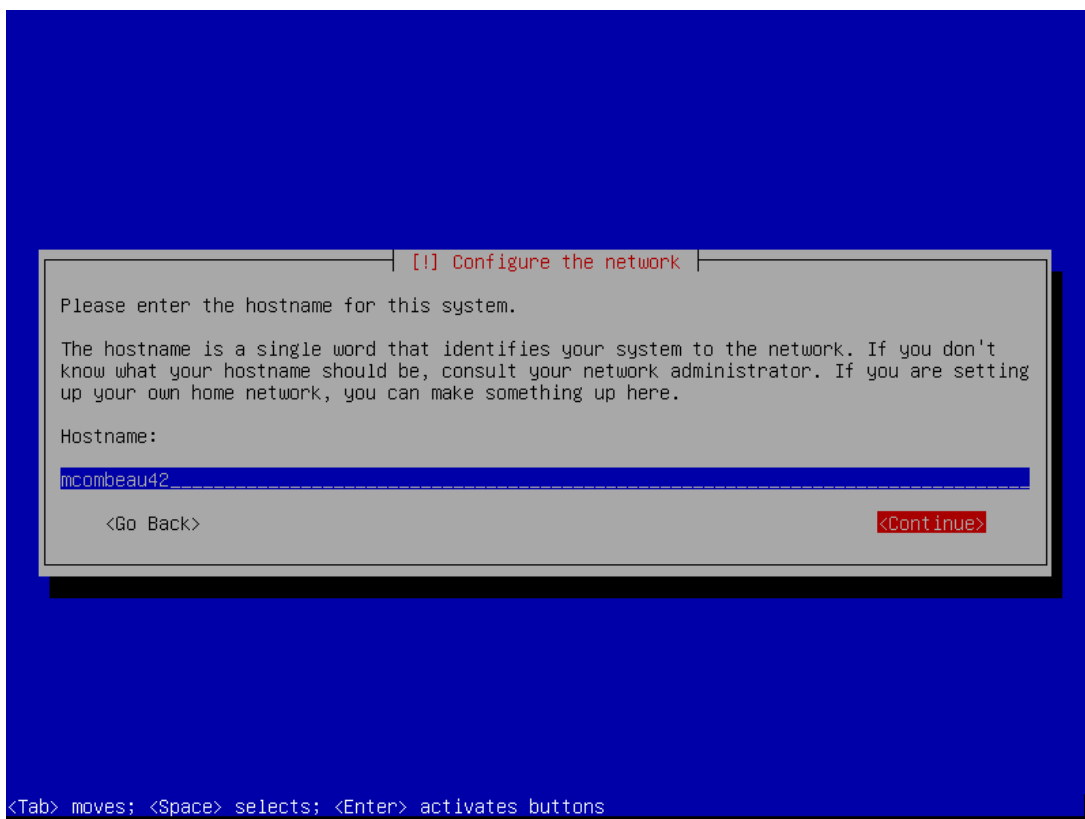 [!] Configure the network
Please enter the hostname for this system.
The hostname is a single word that identifies your system to the network. If you don't
know what your hostname should be, consult your network administrator. If you are setting
up your own home network, you can make something up here.
Hostname:
mcombeau42
<Go Back> <Continue>
<Tab> moves; <Space> selects; <Enter> activates buttons